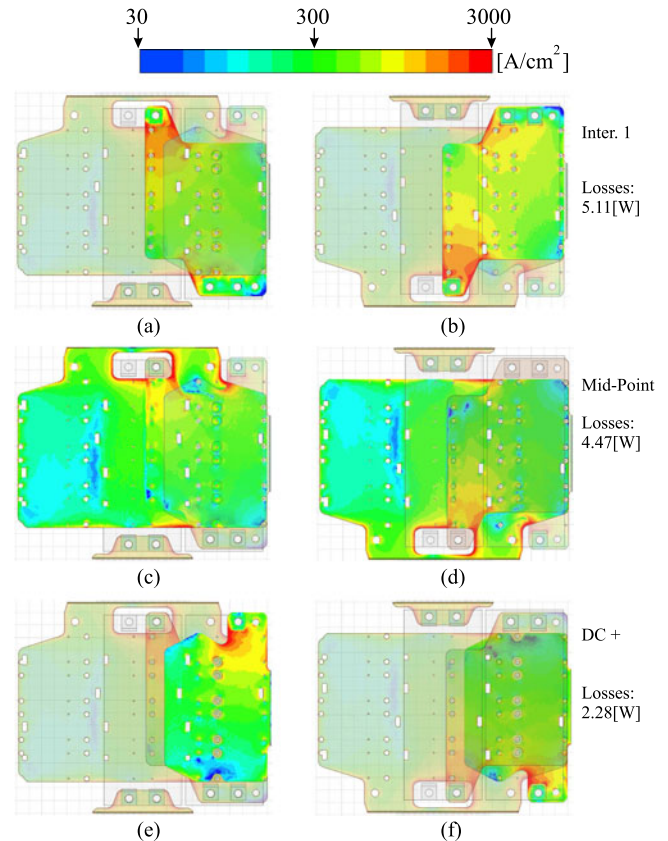 30 300 3000
[A/cm²]
Inter. 1
Losses:
5.11[W]
(a) (b)
Mid-Point
Losses:
4.47[W]
(c) (d)
DC +
Losses:
2.28[W]
(e) (f)